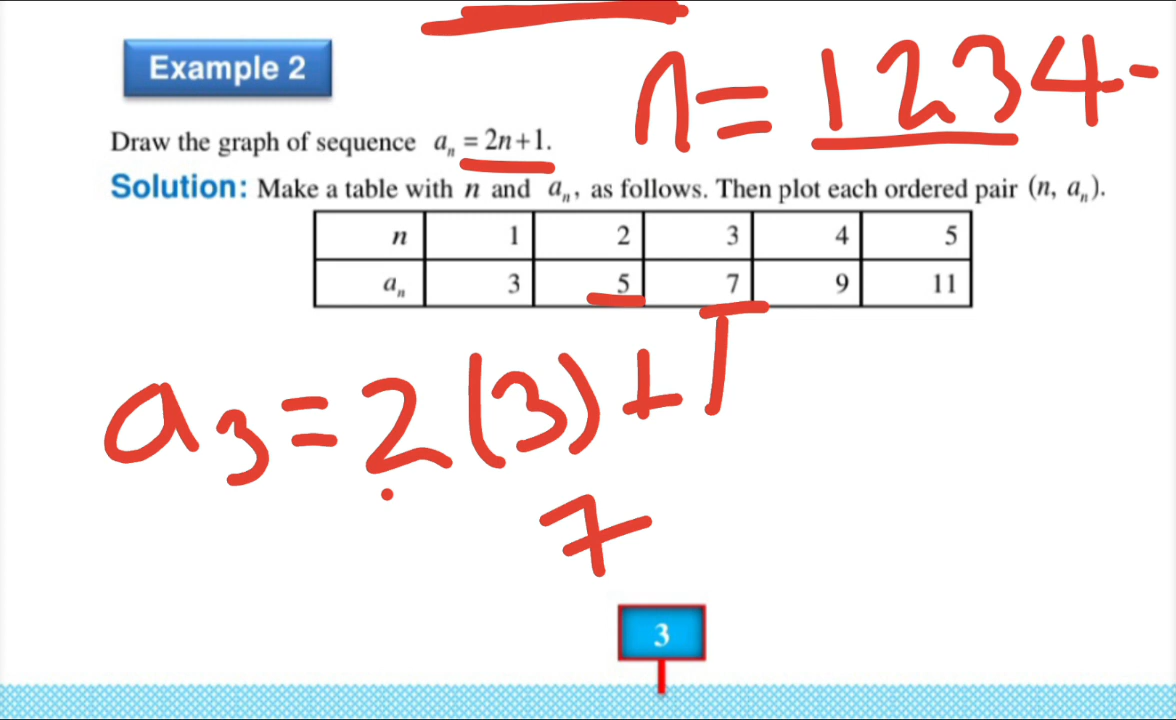 Example 2
n = 1 2 3 4 -
Draw the graph of sequence aₙ = 2n+1.
Solution: Make a table with n and aₙ, as follows. Then plot each ordered pair (n, aₙ).
n 1 2 3 4 5
aₙ 3 5 7 9 11
a₃ = 2 (3) + 1
7
3